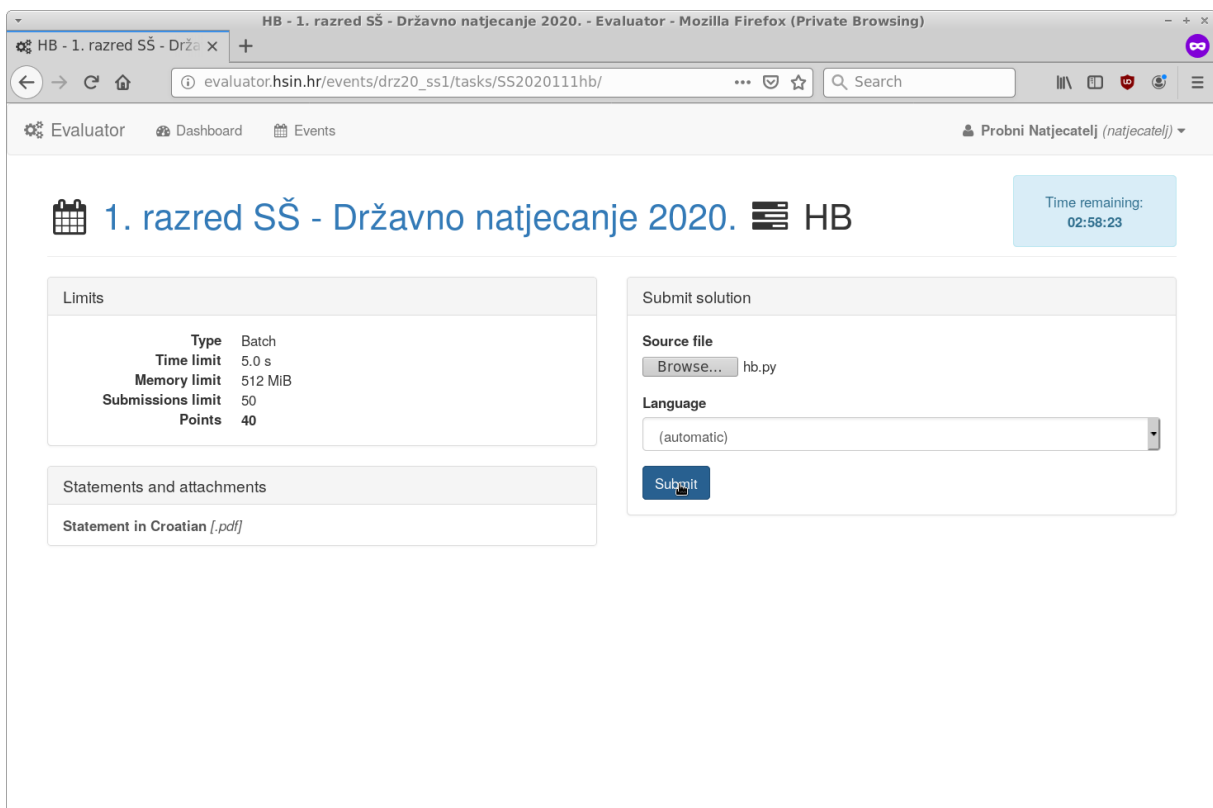 HB - 1. razred SŠ - Državno natjecanje 2020. - Evaluator - Mozilla Firefox (Private Browsing)
HB - 1. razred SŠ - Drža
evaluator.hsin.hr/events/drz20_ss1/tasks/SS2020111hb/
Search
Evaluator
Dashboard
Events
Probni Natjecatelj (natjecatelj)
1. razred SŠ - Državno natjecanje 2020. HB
Time remaining:
02:58:23
Limits
Type Batch
Time limit 5.0 s
Memory limit 512 MiB
Submissions limit 50
Points 40
Statements and attachments
Statement in Croatian [.pdf]
Submit solution
Source file
Browse... hb.py
Language
(automatic)
Submit